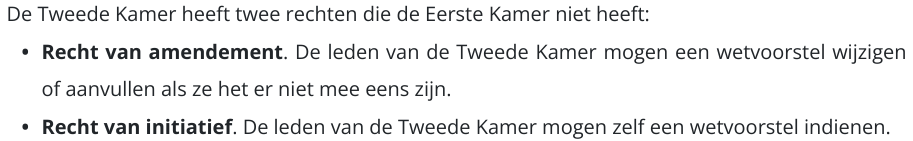 De Tweede Kamer heeft twee rechten die de Eerste Kamer niet heeft:
• Recht van amendement. De leden van de Tweede Kamer mogen een wetvoorstel wijzigen
of aanvullen als ze het er niet mee eens zijn.
• Recht van initiatief. De leden van de Tweede Kamer mogen zelf een wetvoorstel indienen.